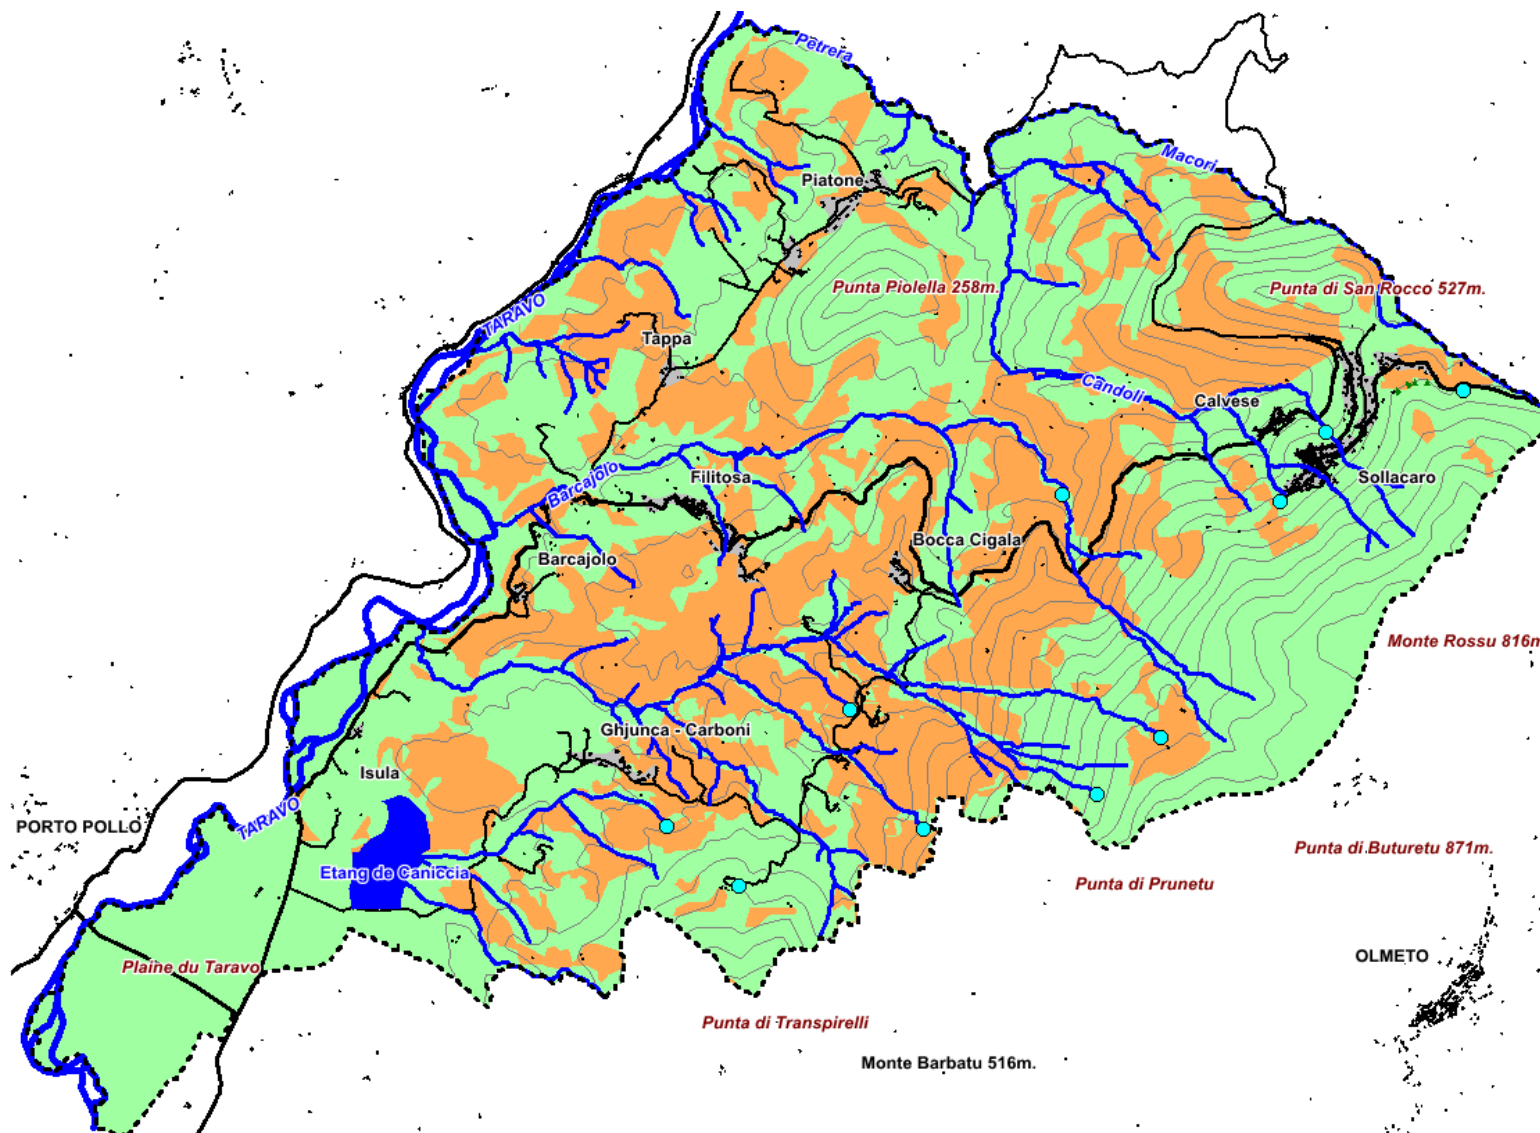 Petrera
Macori
Piatone
Punta Piolella 258m.
Punta di San Rocco 527m.
TARAVO
Tappa
Candoli
Calvese
Barcajolo
Filitosa
Sollacaro
Bocca Cigala
Barcajolo
Monte Rossu 816m
Ghjunca - Carboni
Isula
TARAVO
PORTO POLLO
Punta di Buturetu 871m.
Etang de Caniccia
Punta di Prunetu
OLMETO
Plaine du Taravo
Punta di Transpirelli
Monte Barbatu 516m.